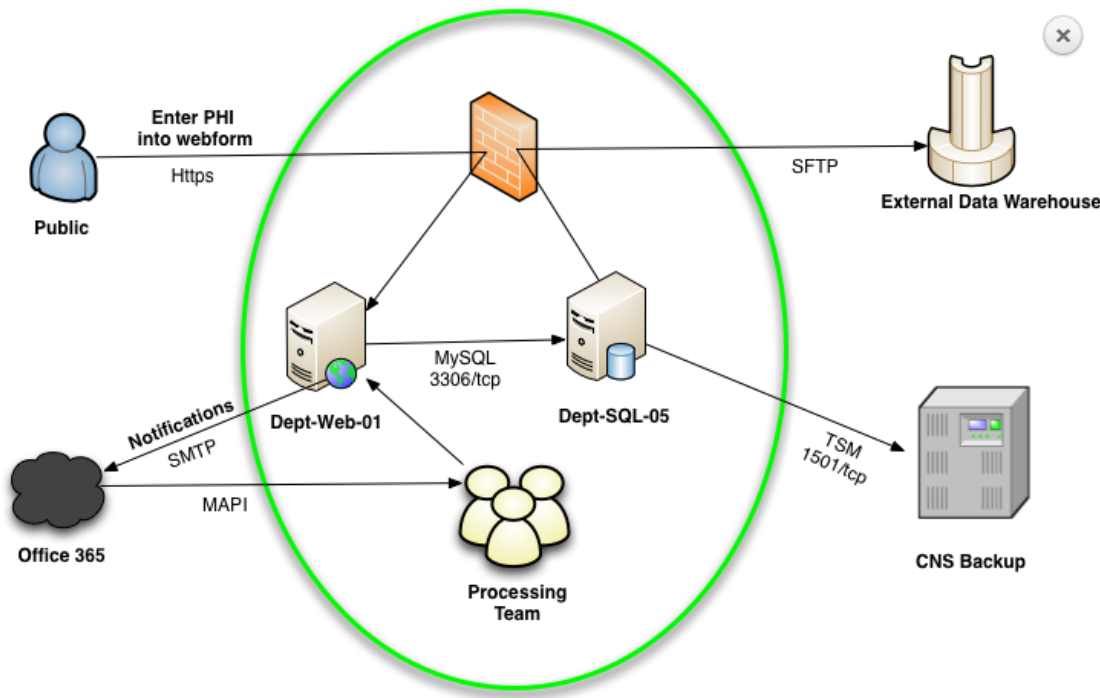 Enter PHI
into webform
Https
SFTP
Public
External Data Warehouse
MySQL
3306/tcp
Dept-Web-01
Dept-SQL-05
Notifications
SMTP
TSM
1501/tcp
MAPI
Office 365
CNS Backup
Processing
Team